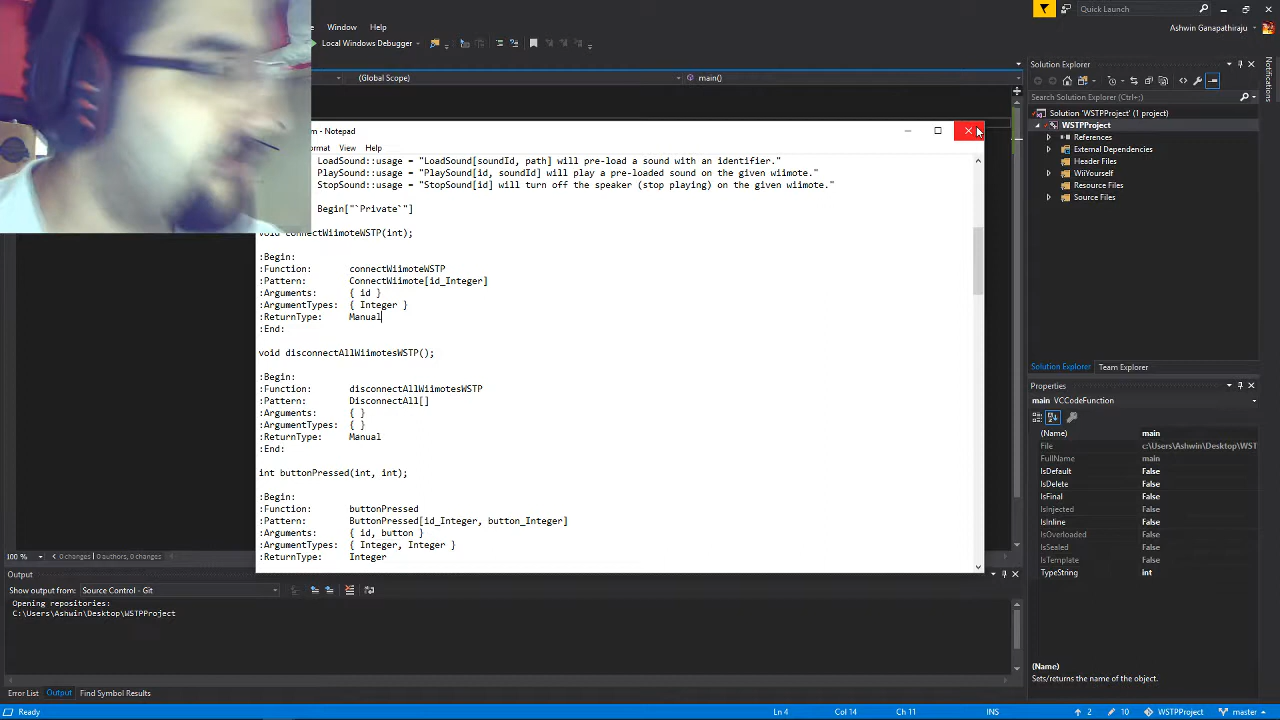 Quick Launch
Window
Ashwin Ganapathiraju
Local Windows Debugger
(Global Scope)
main()
Solution Explorer
Search Solution Explorer (Ctrl+;)
Solution 'WSTPProject' (1 project)
WSTPProject
References
External Dependencies
Header Files
WiiYourself
Resource Files
Source Files
Notifications
m - Notepad
ormat View Help
LoadSound::usage = "LoadSound[soundId, path] will pre-load a sound with an identifier."
PlaySound::usage = "PlaySound[id, soundId] will play a pre-loaded sound on the given wiimote."
StopSound::usage = "StopSound[id] will turn off the speaker (stop playing) on the given wiimote."
Begin["`Private`"]
void connectWiimoteWSTP(int);
:Begin:
:Function: connectWiimoteWSTP
:Pattern: ConnectWiimote[id_Integer]
:Arguments: { id }
:ArgumentTypes: { Integer }
:ReturnType: Manual
:End:
void disconnectAllWiimotesWSTP();
:Begin:
:Function: disconnectAllWiimotesWSTP
:Pattern: DisconnectAll[]
:Arguments: { }
:ArgumentTypes: { }
:ReturnType: Manual
:End:
int buttonPressed(int, int);
:Begin:
:Function: buttonPressed
:Pattern: ButtonPressed[id_Integer, button_Integer]
:Arguments: { id, button }
:ArgumentTypes: { Integer, Integer }
:ReturnType: Integer
Solution Explorer Team Explorer
Properties
main VCCodeFunction
(Name) main
File c:\Users\Ashwin\Desktop\WST
FullName main
IsDefault False
IsDelete False
IsFinal False
IsInjected False
IsInline False
IsOverloaded False
IsSealed False
IsTemplate False
TypeString int
(Name)
Sets/returns the name of the object.
100 % 0 changes | 0 authors, 0 changes
Output
Show output from: Source Control - Git
Opening repositories:
C:\Users\Ashwin\Desktop\WSTPProject
Error List Output Find Symbol Results
Ready Ln 4 Col 14 Ch 11 INS 2 10 WSTPProject master